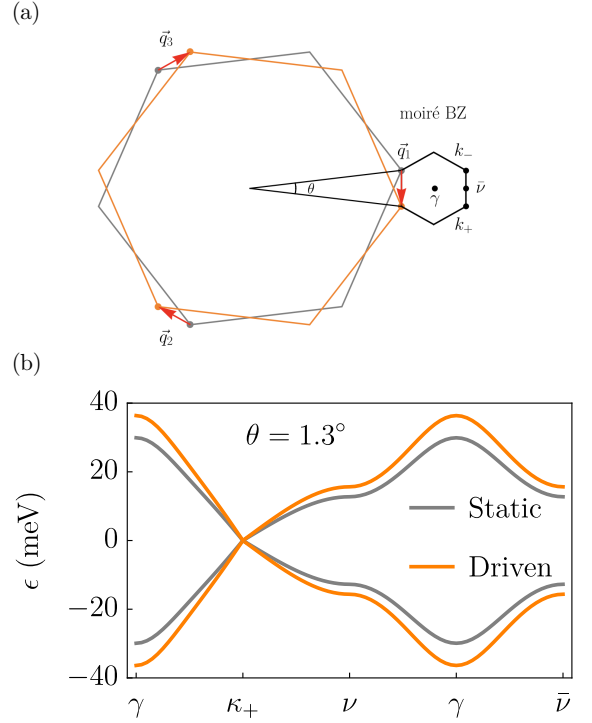 (a)
q⃗₃
moiré BZ
q⃗₁
k₋
θ
γ
ν̄
k₊
q⃗₂
(b)
40
20
0
−20
−40
ϵ (meV)
θ = 1.3°
Static
Driven
γ κ₊ ν γ ν̄